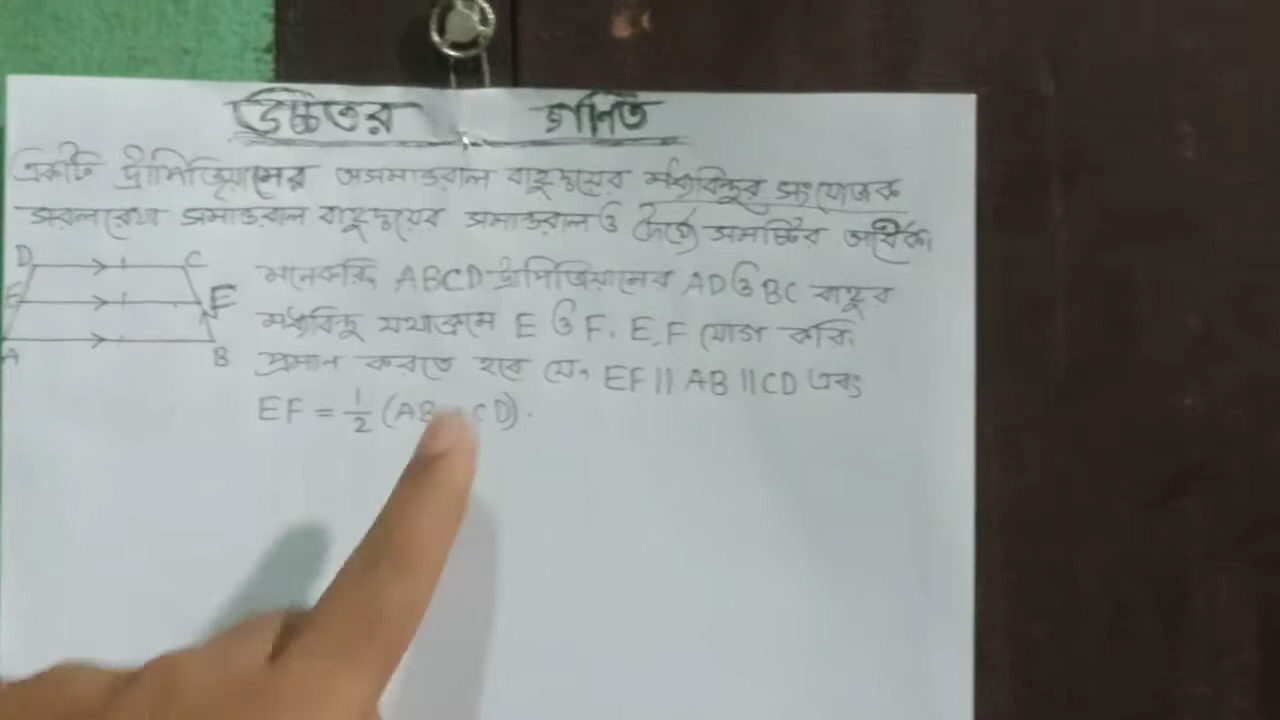 উচ্চতর গনিত
একটি ট্রাপিজিয়ামের অসমান্তরাল বাহুদ্বয়ের মধ্যবিন্দুর সংযোজক
সরলরেখা সমান্তরাল বাহুদ্বয়ের সমান্তরাল ও দৈর্ঘ্যে সমষ্টির অর্ধেক।
D C
E F
A B
মনেকরি ABCD ট্রাপিজিয়ামের AD ও BC বাহুর
মধ্যবিন্দু যথাক্রমে E ও F. E,F যোগ করি।
প্রমান করতে হবে যে, EF || AB || CD এবং
EF = 1/2 (AB CD).